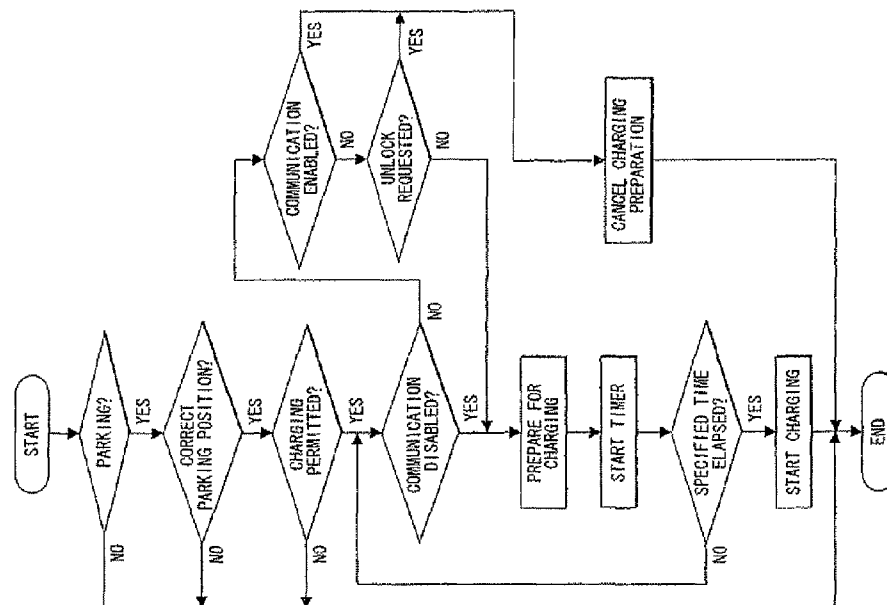 START
PARKING?
YES
NO
CORRECT
PARKING POSITION?
YES
NO
CHARGING
PERMITTED?
YES
NO
COMMUNICATION
DISABLED?
NO
YES
COMMUNICATION
ENABLED?
YES
NO
UNLOCK
REQUESTED?
YES
NO
PREPARE FOR
CHARGING
START TIMER
SPECIFIED TIME
ELAPSED?
NO
YES
START CHARGING
CANCEL CHARGING
PREPARATION
END